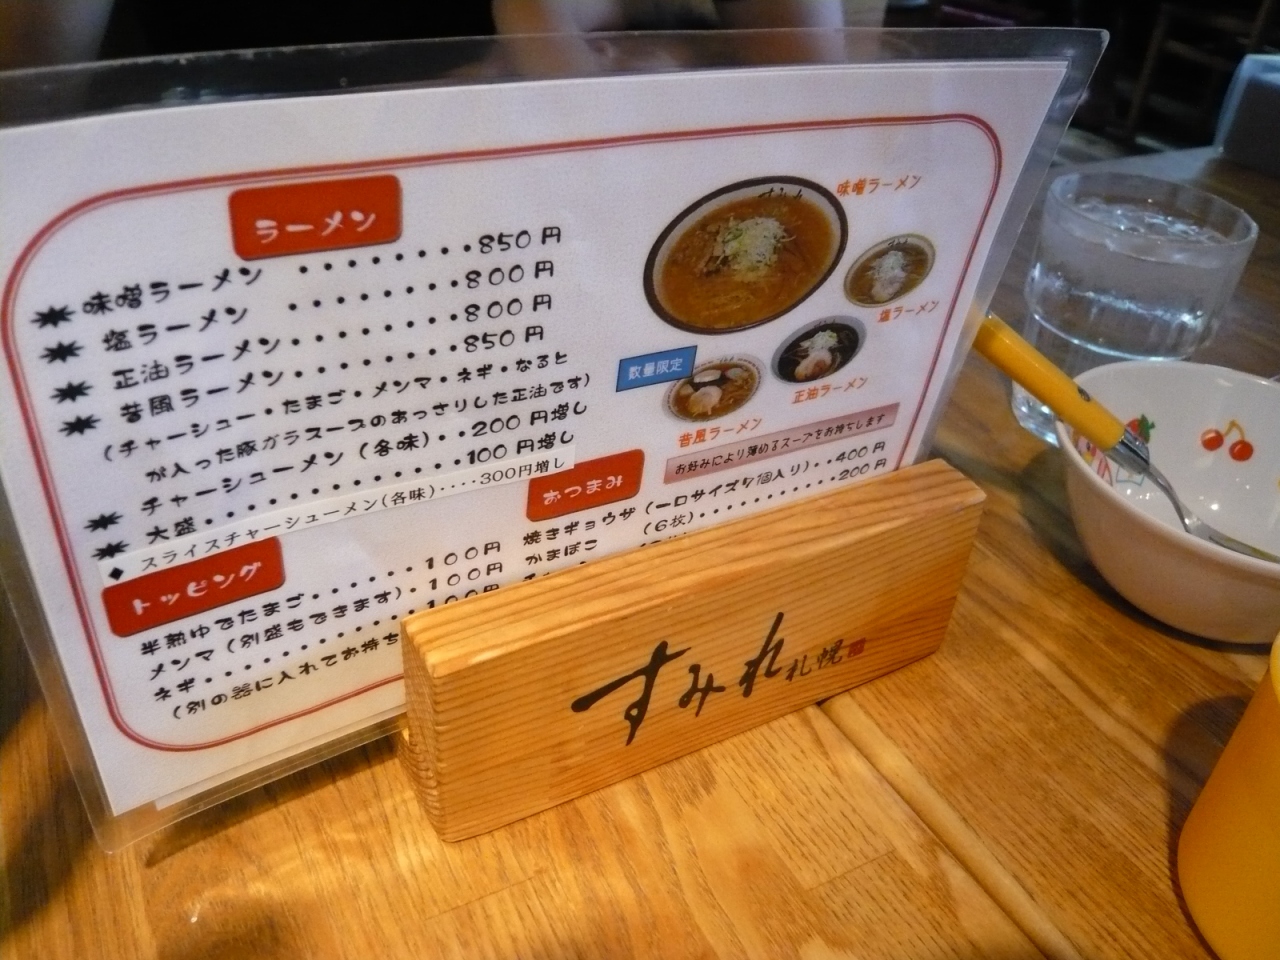 ラーメン
味噌ラーメン ・・・・・・・・850円
塩ラーメン ・・・・・・・・800円
正油ラーメン・・・・・・・・800円
昔風ラーメン・・・・・・・・850円
(チャーシュー・たまご・メンマ・ネギ・なると
が入った豚ガラスープのあっさりした正油です)
チャーシューメン(各味)・・200円増し
大盛・・・・・・・・・・・・100円増し
◆ スライスチャーシューメン(各味)‥‥300円増し
トッピング
半熟ゆでたまご・・・・・・100円
メンマ(別盛もできます)・100円
ネギ・・・・・・・・・・・100円
(別の器に入れてお持ち
味噌ラーメン
塩ラーメン
数量限定
正油ラーメン
昔風ラーメン
お好みにより薄めるスープをお持ちします
おつまみ
焼きギョウザ(一口サイズ7個入り)・・400円
かまぼこ (6枚)・・・・・・・・・・200円
すみれ札幌